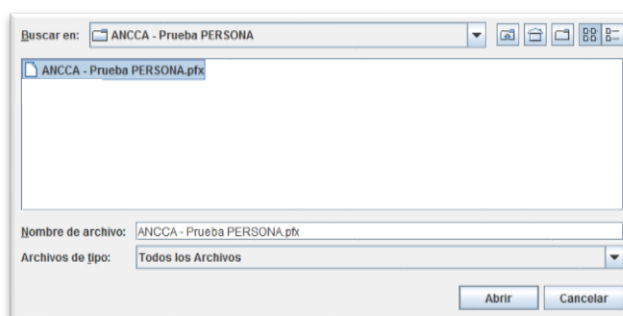 Buscar en: ANCCA - Prueba PERSONA
ANCCA - Prueba PERSONA.pfx
Nombre de archivo: ANCCA - Prueba PERSONA.pfx
Archivos de tipo: Todos los Archivos
Abrir Cancelar